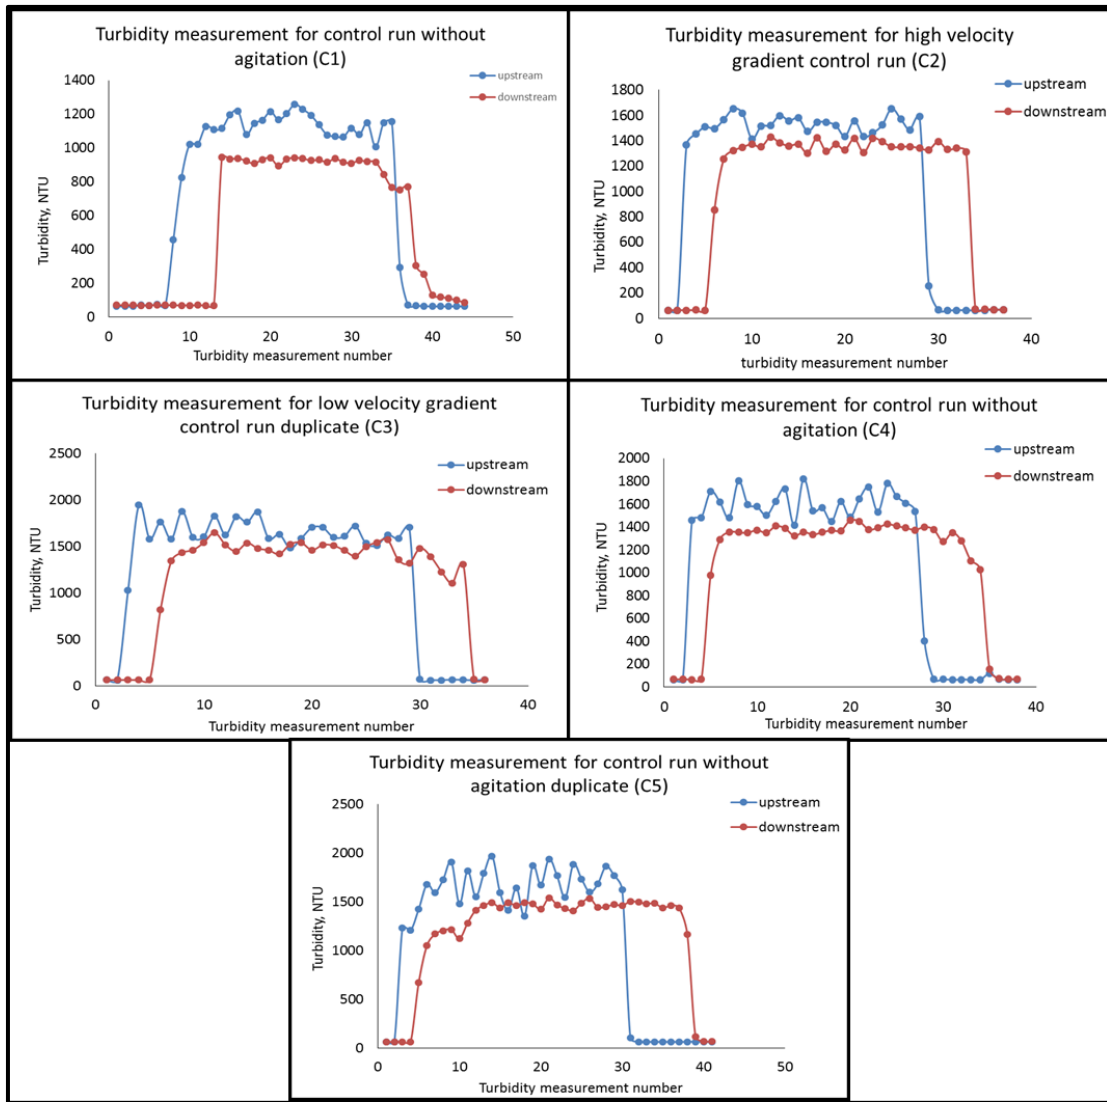 Turbidity measurement for control run without
agitation (C1)
upstream
downstream
1400
1200
1000
800
600
400
200
0
Turbidity, NTU
0 10 20 30 40 50
Turbidity measurement number
Turbidity measurement for high velocity
gradient control run (C2)
upstream
downstream
1800
1600
1400
1200
1000
800
600
400
200
0
Turbidity, NTU
0 10 20 30 40
turbidity measurement number
Turbidity measurement for low velocity gradient
control run duplicate (C3)
upstream
downstream
2500
2000
1500
1000
500
0
Turbidity, NTU
0 10 20 30 40
Turbidity measurement number
Turbidity measurement for control run without
agitation (C4)
upstream
downstream
2000
1800
1600
1400
1200
1000
800
600
400
200
0
Turbidity, NTU
0 10 20 30 40
Turbidity measurement number
Turbidity measurement for control run without
agitation duplicate (C5)
upstream
downstream
2500
2000
1500
1000
500
0
Turbidity, NTU
0 10 20 30 40 50
Turbidity measurement number